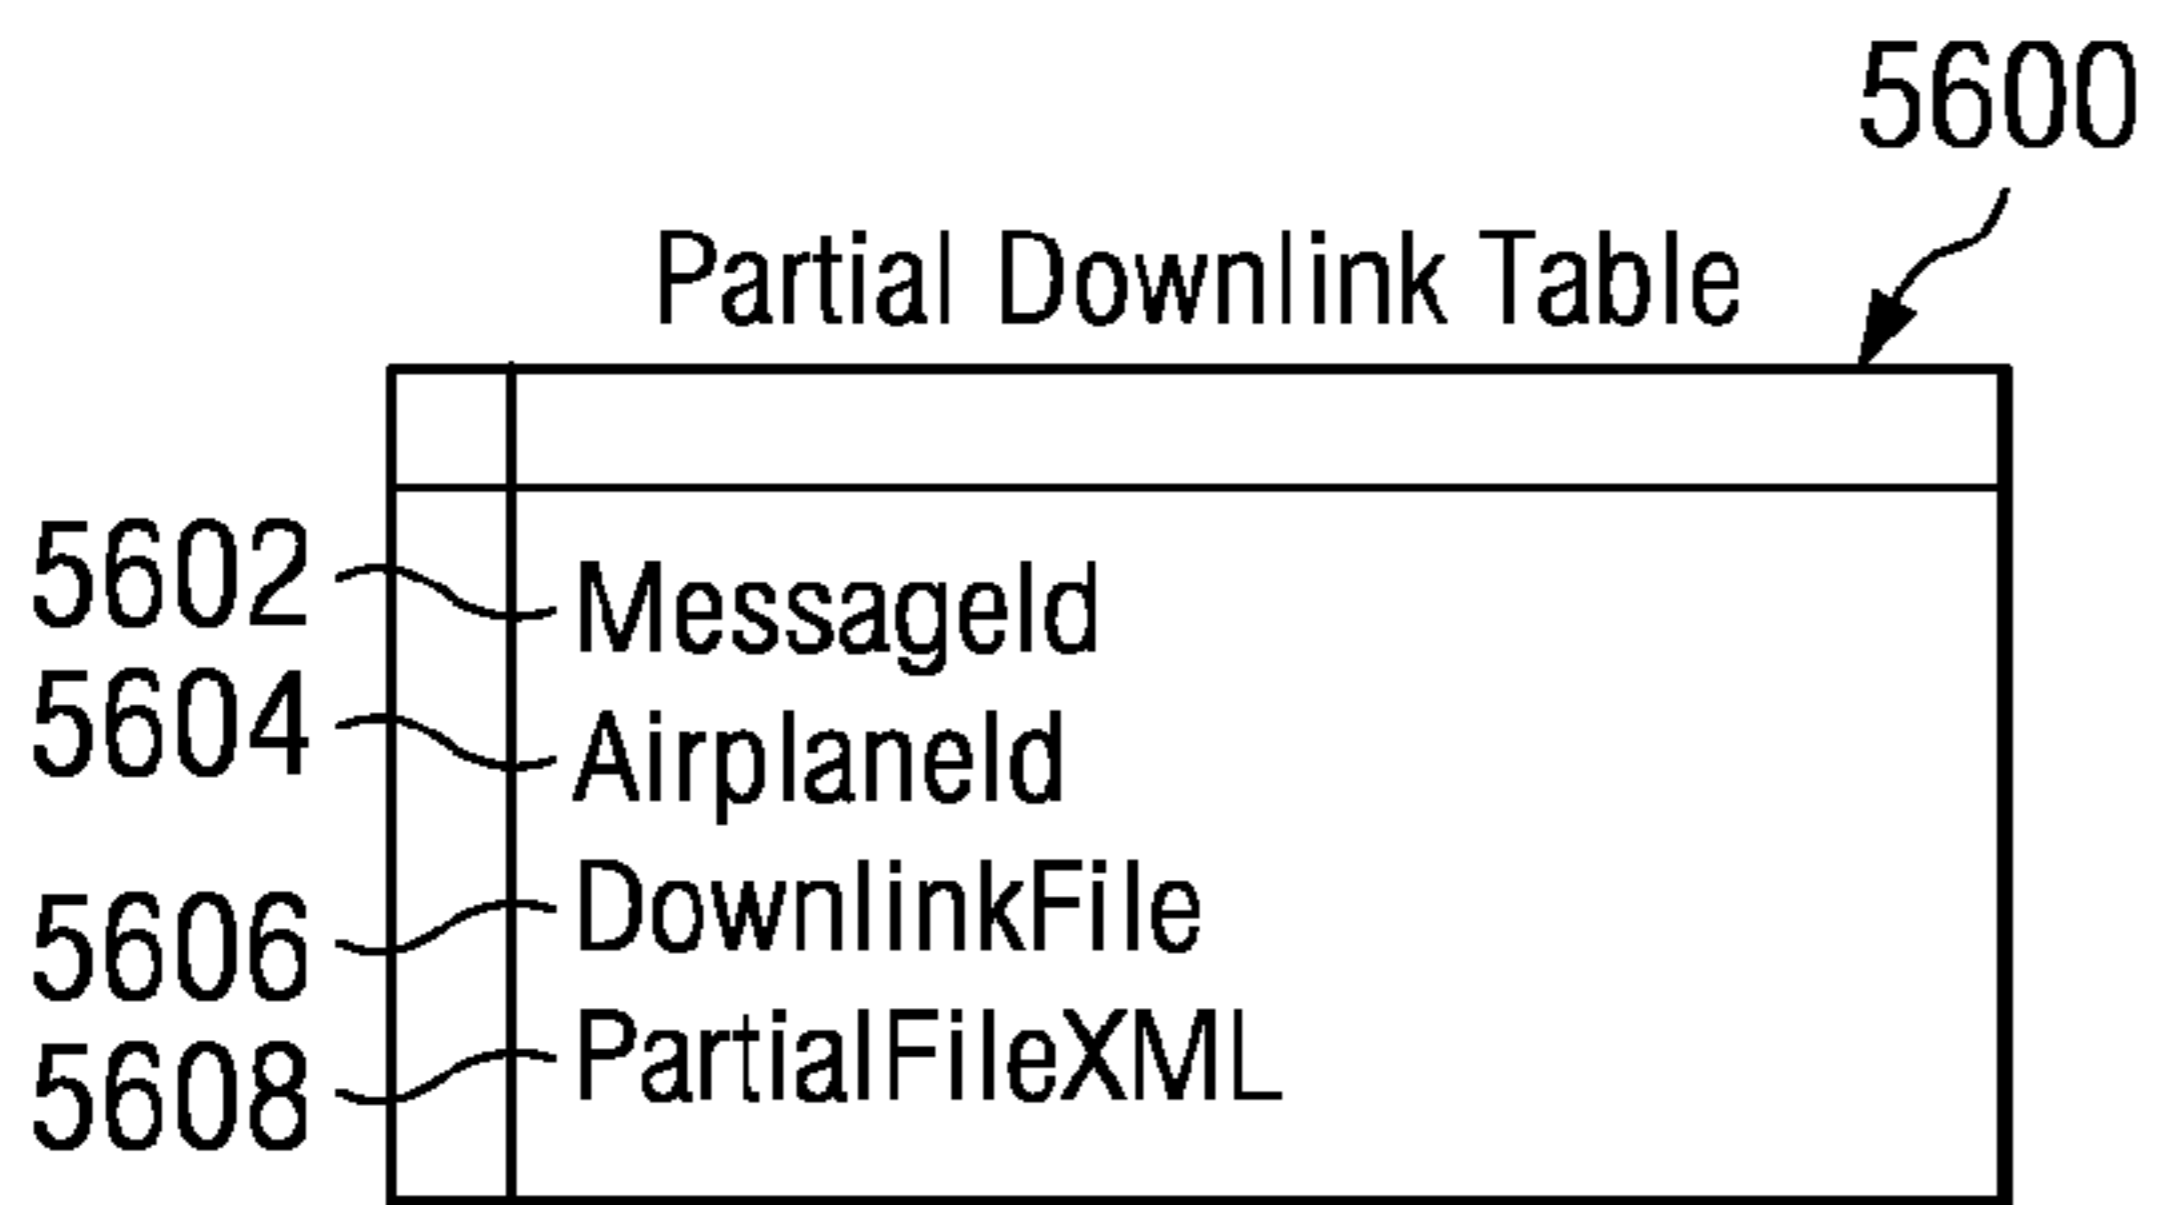 5600
Partial Downlink Table
5602 MessageId
5604 AirplaneId
5606 DownlinkFile
5608 PartialFileXML